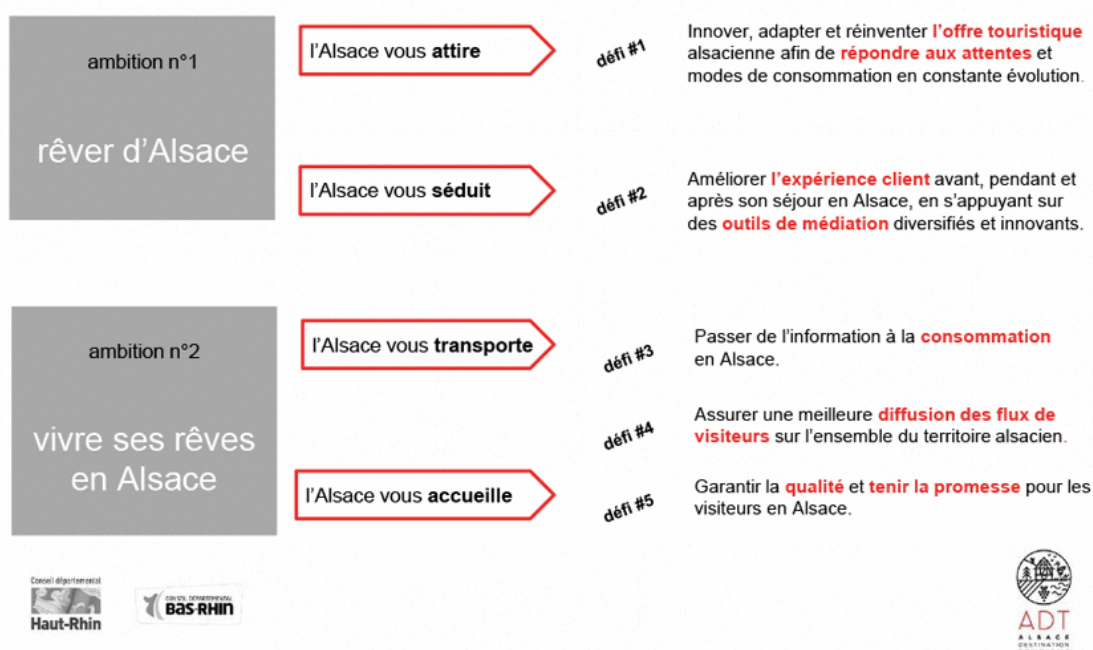 ambition n°1
rêver d'Alsace
l'Alsace vous attire
défi #1
Innover, adapter et réinventer l'offre touristique
alsacienne afin de répondre aux attentes et
modes de consommation en constante évolution.
l'Alsace vous séduit
défi #2
Améliorer l'expérience client avant, pendant et
après son séjour en Alsace, en s'appuyant sur
des outils de médiation diversifiés et innovants.
ambition n°2
vivre ses rêves
en Alsace
l'Alsace vous transporte
défi #3
Passer de l'information à la consommation
en Alsace.
défi #4
Assurer une meilleure diffusion des flux de
visiteurs sur l'ensemble du territoire alsacien.
l'Alsace vous accueille
défi #5
Garantir la qualité et tenir la promesse pour les
visiteurs en Alsace.
Conseil départemental
Haut-Rhin
CONSEIL DÉPARTEMENTAL
BAS-RHIN
ADT
ALSACE
DESTINATION